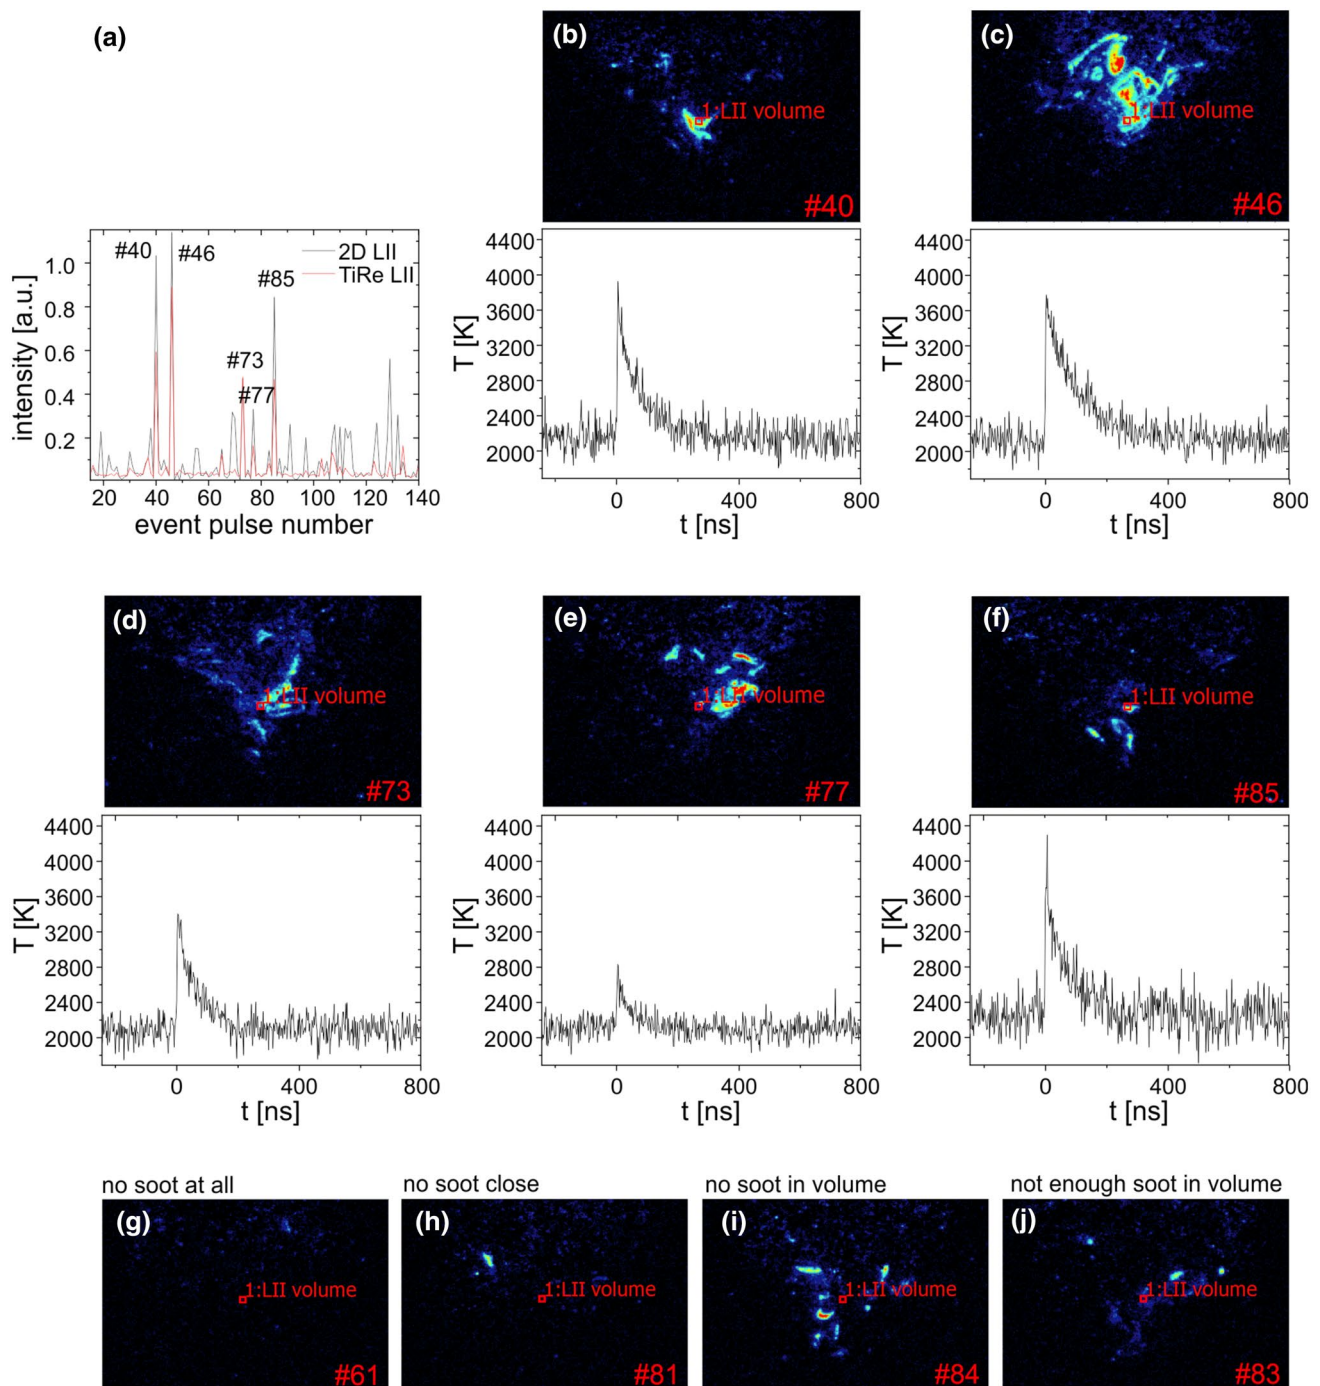 (a)
#40
#46
#85
#73
#77
2D LII
TiRe LII
1.0
0.8
0.6
0.4
0.2
intensity [a.u.]
20 40 60 80 100 120 140
event pulse number
(b)
1:LII volume
#40
4400
4000
3600
3200
2800
2400
2000
T [K]
0 400 800
t [ns]
(c)
1:LII volume
#46
4400
4000
3600
3200
2800
2400
2000
T [K]
0 400 800
t [ns]
(d)
1:LII volume
#73
4400
4000
3600
3200
2800
2400
2000
T [K]
0 400 800
t [ns]
(e)
1:LII volume
#77
4400
4000
3600
3200
2800
2400
2000
T [K]
0 400 800
t [ns]
(f)
1:LII volume
#85
4400
4000
3600
3200
2800
2400
2000
T [K]
0 400 800
t [ns]
no soot at all
(g)
1:LII volume
#61
no soot close
(h)
1:LII volume
#81
no soot in volume
(i)
1:LII volume
#84
not enough soot in volume
(j)
1:LII volume
#83